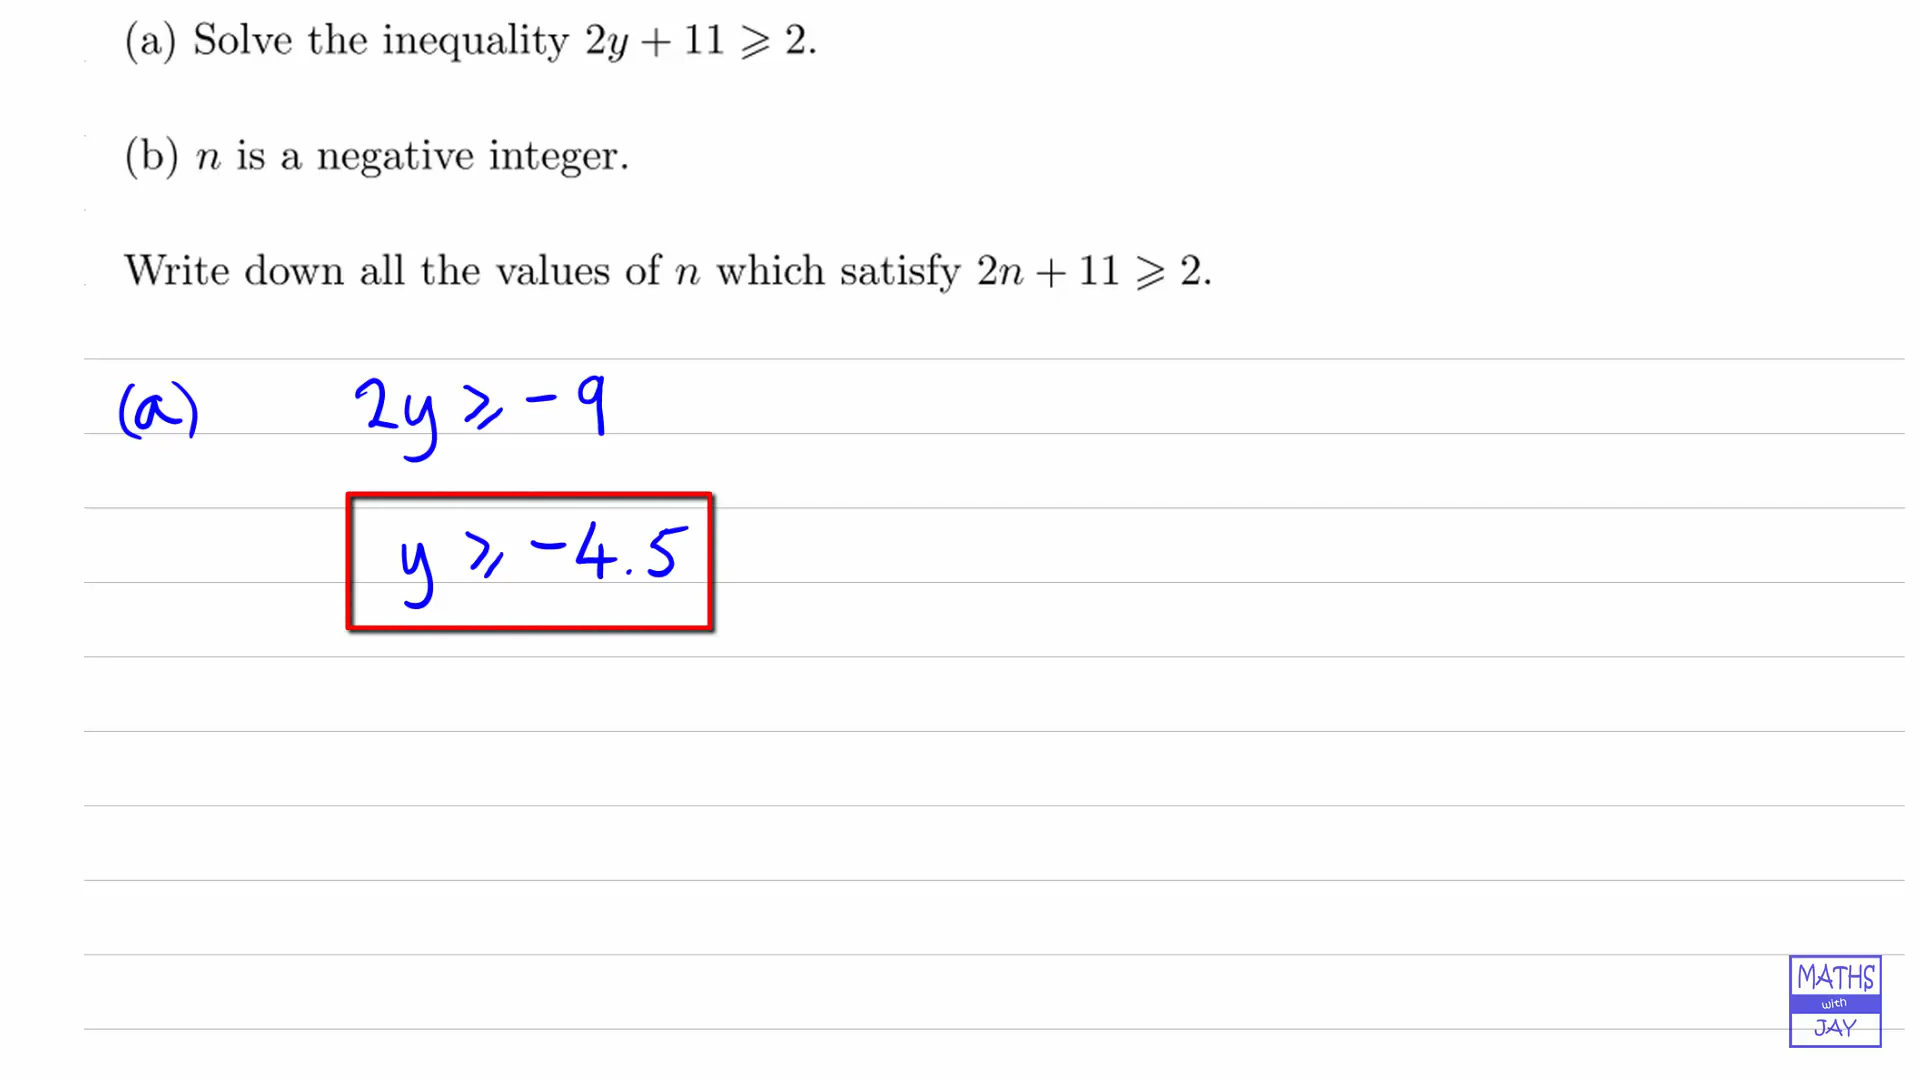 (a) Solve the inequality 2y + 11 ⩾ 2.
(b) n is a negative integer.
Write down all the values of n which satisfy 2n + 11 ⩾ 2.
(a) 2y ⩾ -9
y ⩾ -4.5
MATHS
with
JAY